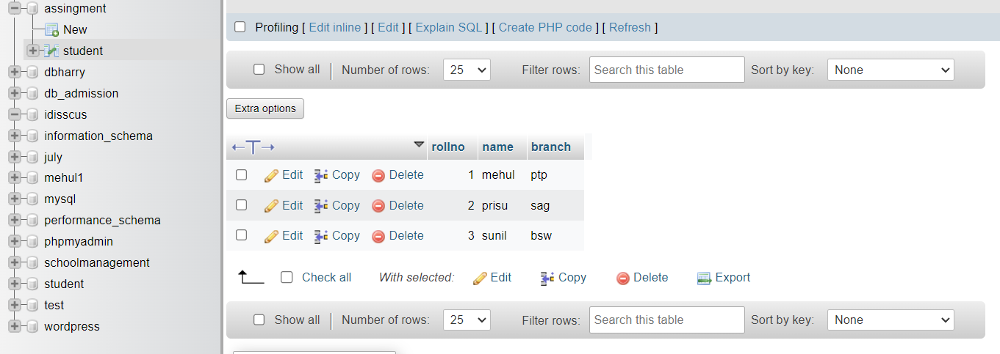 assingment
New
student
dbharry
db_admission
idisscus
information_schema
july
mehul1
mysql
performance_schema
phpmyadmin
schoolmanagement
student
test
wordpress
Profiling [ Edit inline ] [ Edit ] [ Explain SQL ] [ Create PHP code ] [ Refresh ]
Show all | Number of rows: 25 Filter rows: Search this table Sort by key: None
Extra options
rollno name branch
Edit Copy Delete 1 mehul ptp
Edit Copy Delete 2 prisu sag
Edit Copy Delete 3 sunil bsw
Check all With selected: Edit Copy Delete Export
Show all | Number of rows: 25 Filter rows: Search this table Sort by key: None